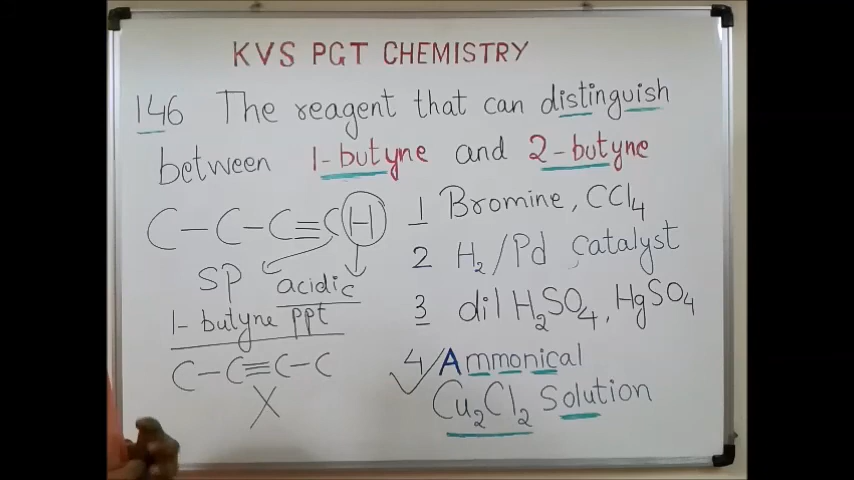 KVS PGT CHEMISTRY
146 The reagent that can distinguish
between 1-butyne and 2-butyne
C-C-C≡CH
SP acidic
1-butyne ppt
C-C≡C-C
X
1 Bromine, CCl4
2 H2/Pd catalyst
3 dil H2SO4, HgSO4
4/ Ammonical
Cu2Cl2 Solution